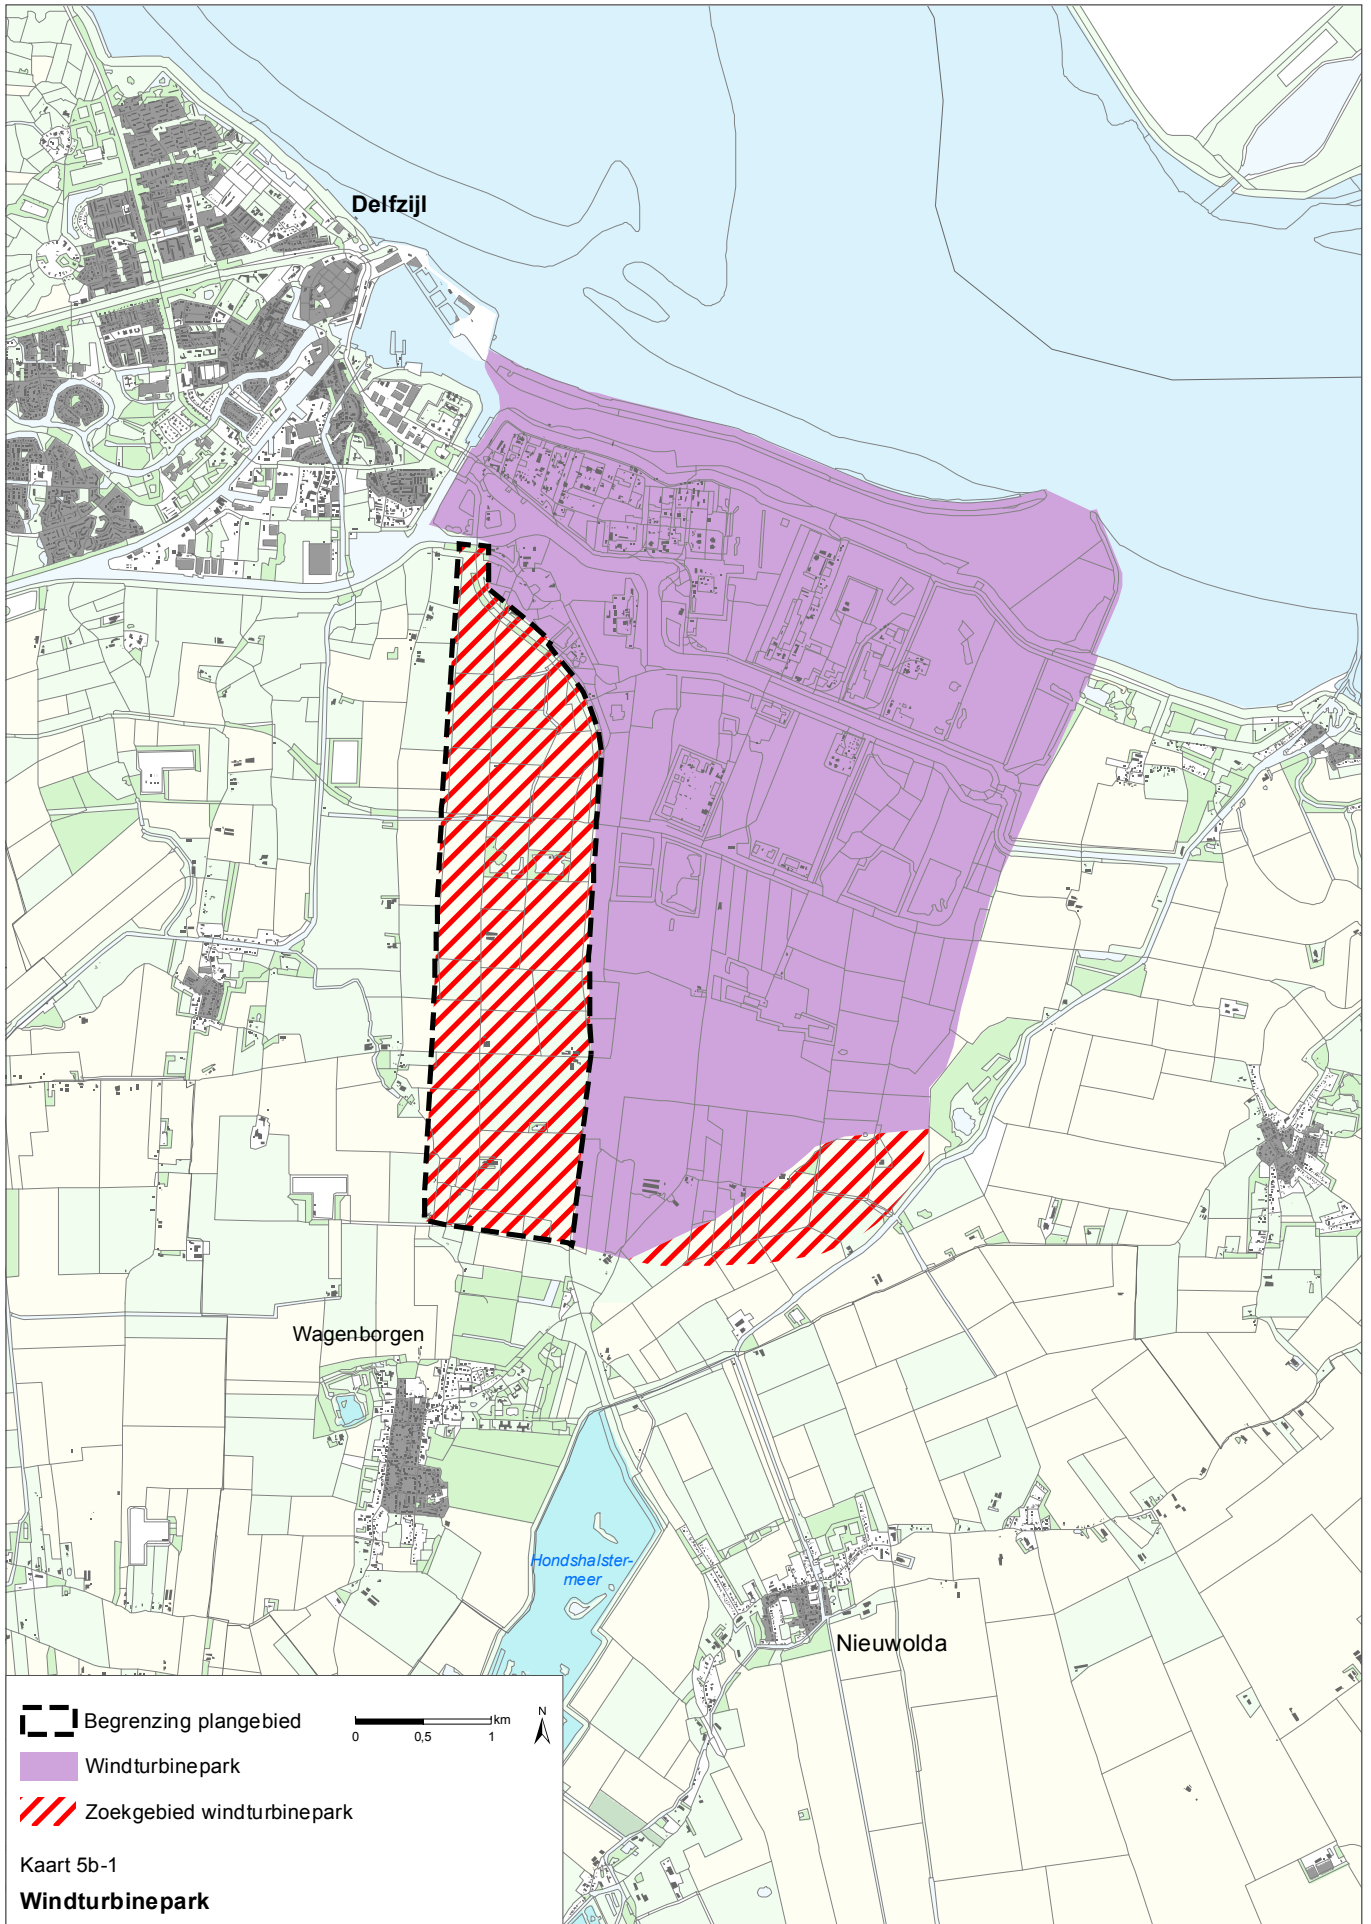 Delfzijl
Wagenborgen
Hondshalster-
meer
Nieuwolda
Begrenzing plangebied
km
0 0,5 1
N
Windturbinepark
Zoekgebied windturbinepark
Kaart 5b-1
Windturbinepark